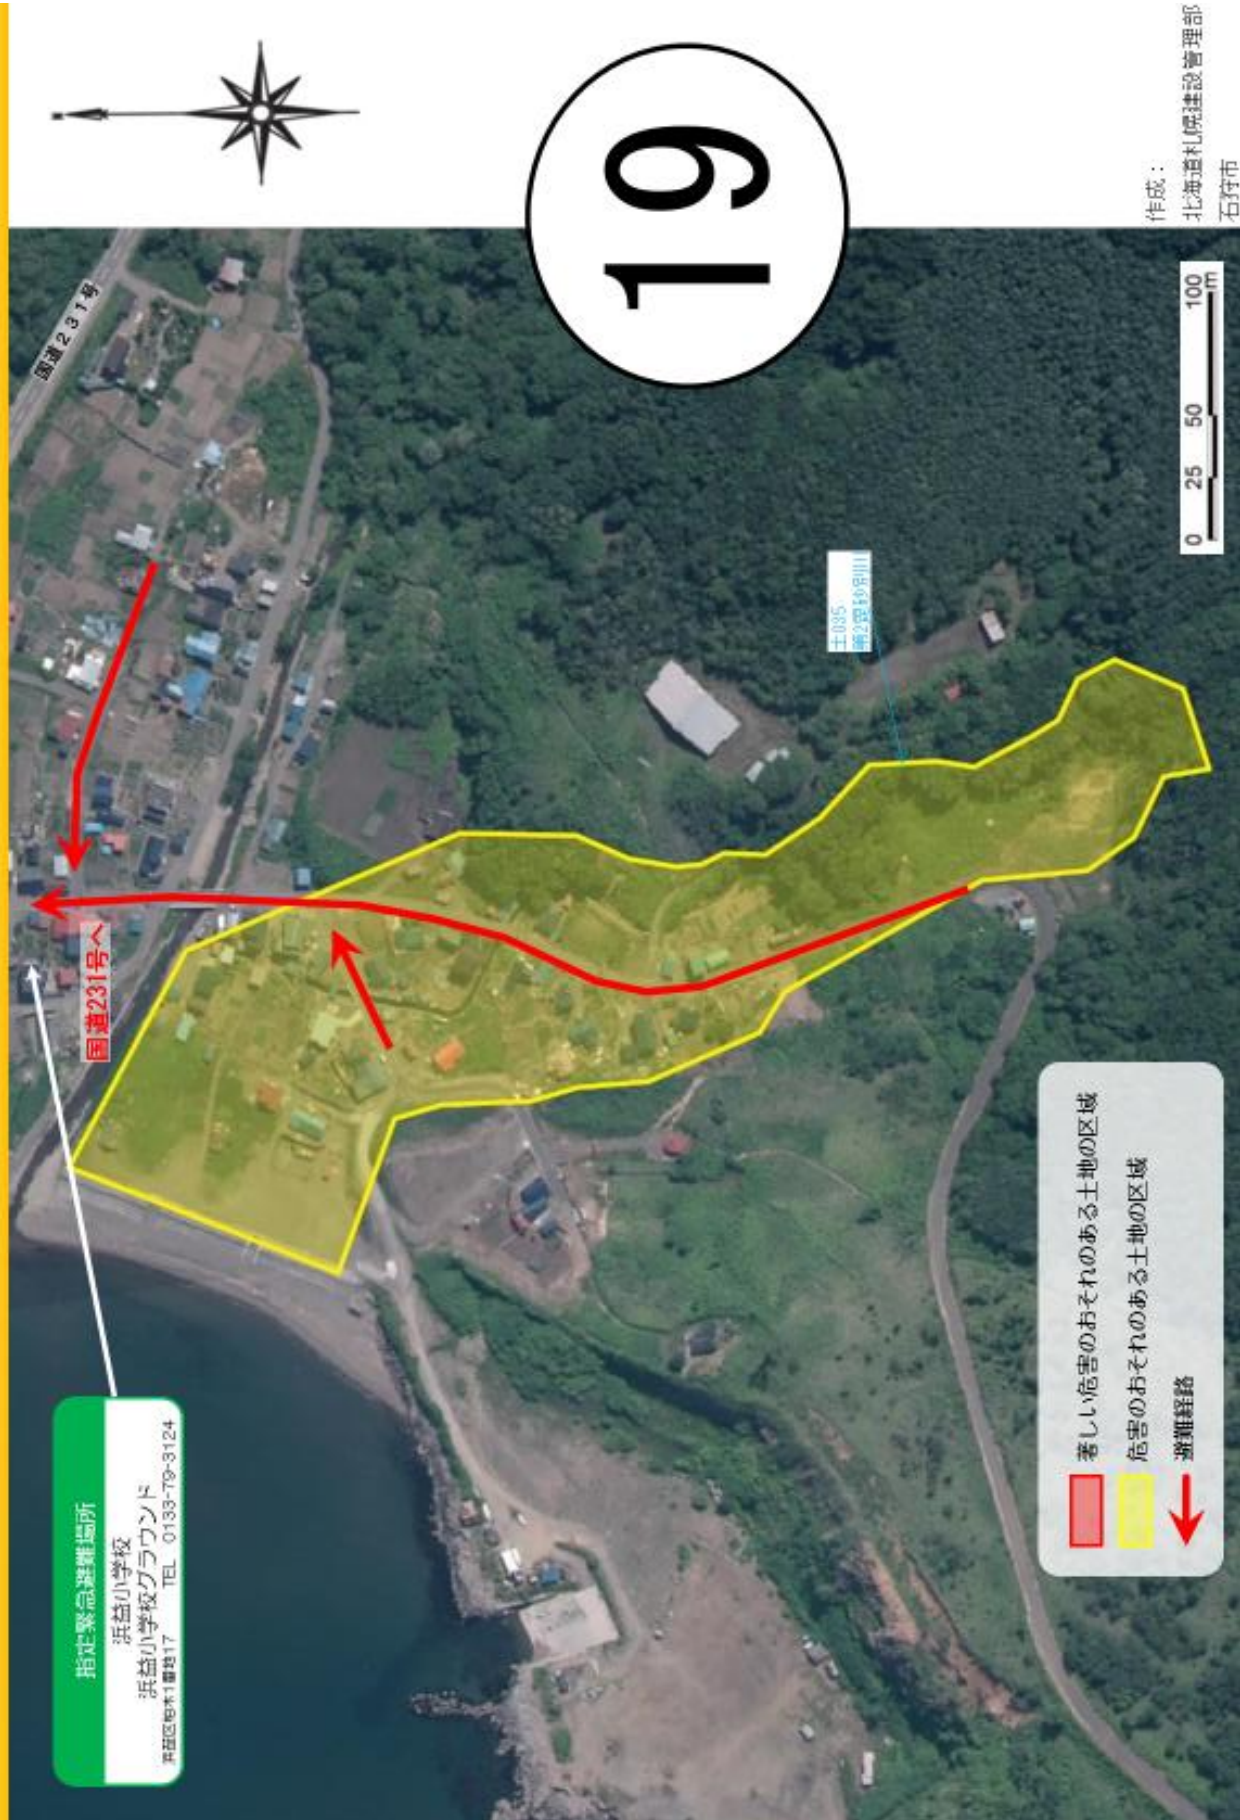 指定緊急避難場所
浜益小学校
浜益小学校グラウンド
浜益区柏木1番地17 TEL 0133-79-3124
国道231号へ
国道231号
19
土035
第2毘砂別川
著しい危害のおそれのある土地の区域
危害のおそれのある土地の区域
避難経路
0 25 50 100
m
作成：
北海道札幌建設管理部
石狩市